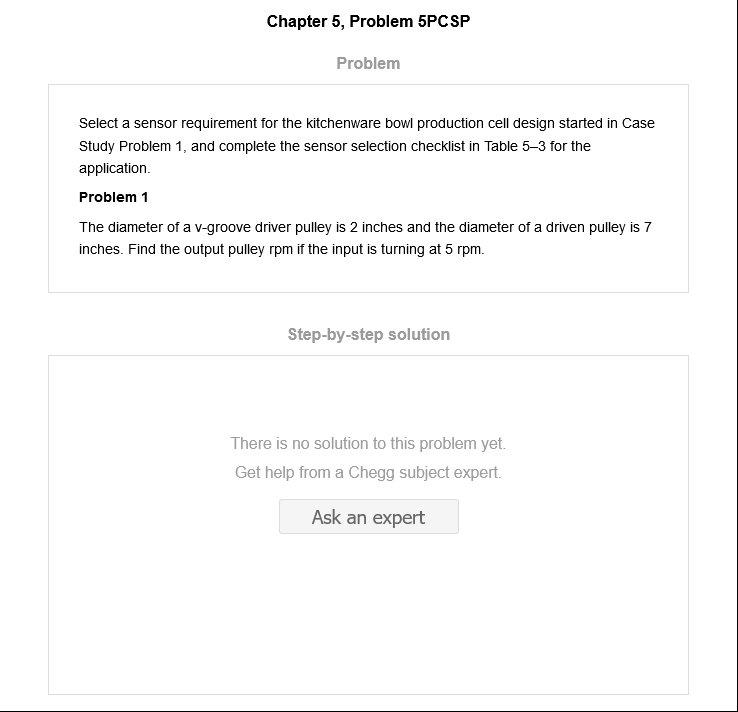 Chapter 5, Problem 5PCSP
Problem
Select a sensor requirement for the kitchenware bowl production cell design started in Case
Study Problem 1, and complete the sensor selection checklist in Table 5–3 for the
application.
Problem 1
The diameter of a v-groove driver pulley is 2 inches and the diameter of a driven pulley is 7
inches. Find the output pulley rpm if the input is turning at 5 rpm.
Step-by-step solution
There is no solution to this problem yet.
Get help from a Chegg subject expert.
Ask an expert